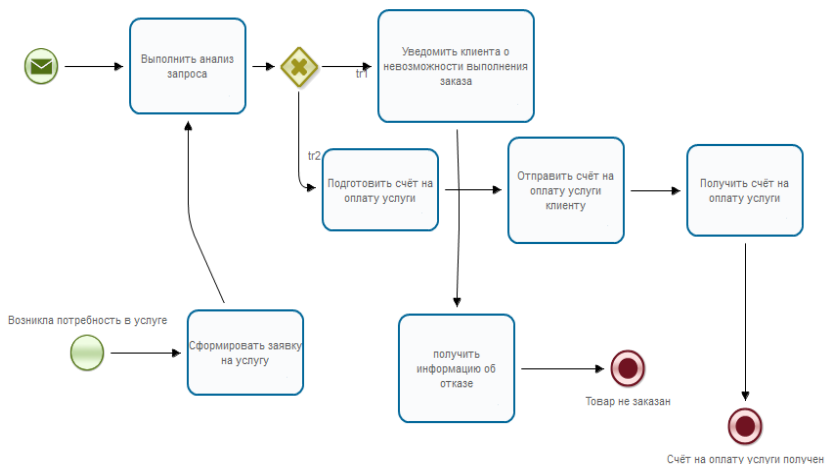 Выполнить анализ
запроса
Уведомить клиента о
невозможности выполнения
заказа
tr1
tr2
Подготовить счёт на
оплату услуги
Отправить счёт на
оплату услуги
клиенту
Получить счёт на
оплату услуги
Возникла потребность в услуге
Сформировать заявку
на услугу
получить
информацию об
отказе
Товар не заказан
Счёт на оплату услуги получен